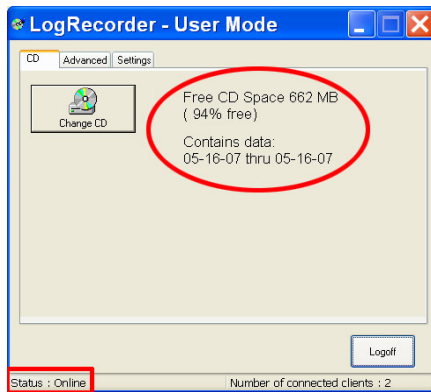 LogRecorder - User Mode
CD Advanced Settings
Change CD
Free CD Space 662 MB
( 94% free)
Contains data:
05-16-07 thru 05-16-07
Logoff
Status : Online Number of connected clients : 2